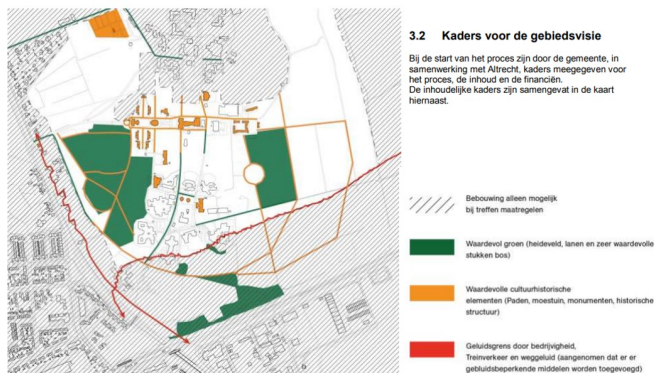 3.2 Kaders voor de gebiedsvisie
Bij de start van het proces zijn door de gemeente, in
samenwerking met Altrecht, kaders meegegeven voor
het proces, de inhoud en de financiën.
De inhoudelijke kaders zijn samengevat in de kaart
hiernaast.
Bebouwing alleen mogelijk
bij treffen maatregelen
Waardevol groen (heideveld, lanen en zeer waardevolle
stukken bos)
Waardevolle cultuurhistorische
elementen (Paden, moestuin, monumenten, historische
structuur)
Geluidsgrens door bedrijvigheid,
Treinverkeer en weggeluid (aangenomen dat er er
gebluidsbeperkende middelen worden toegevoegd)